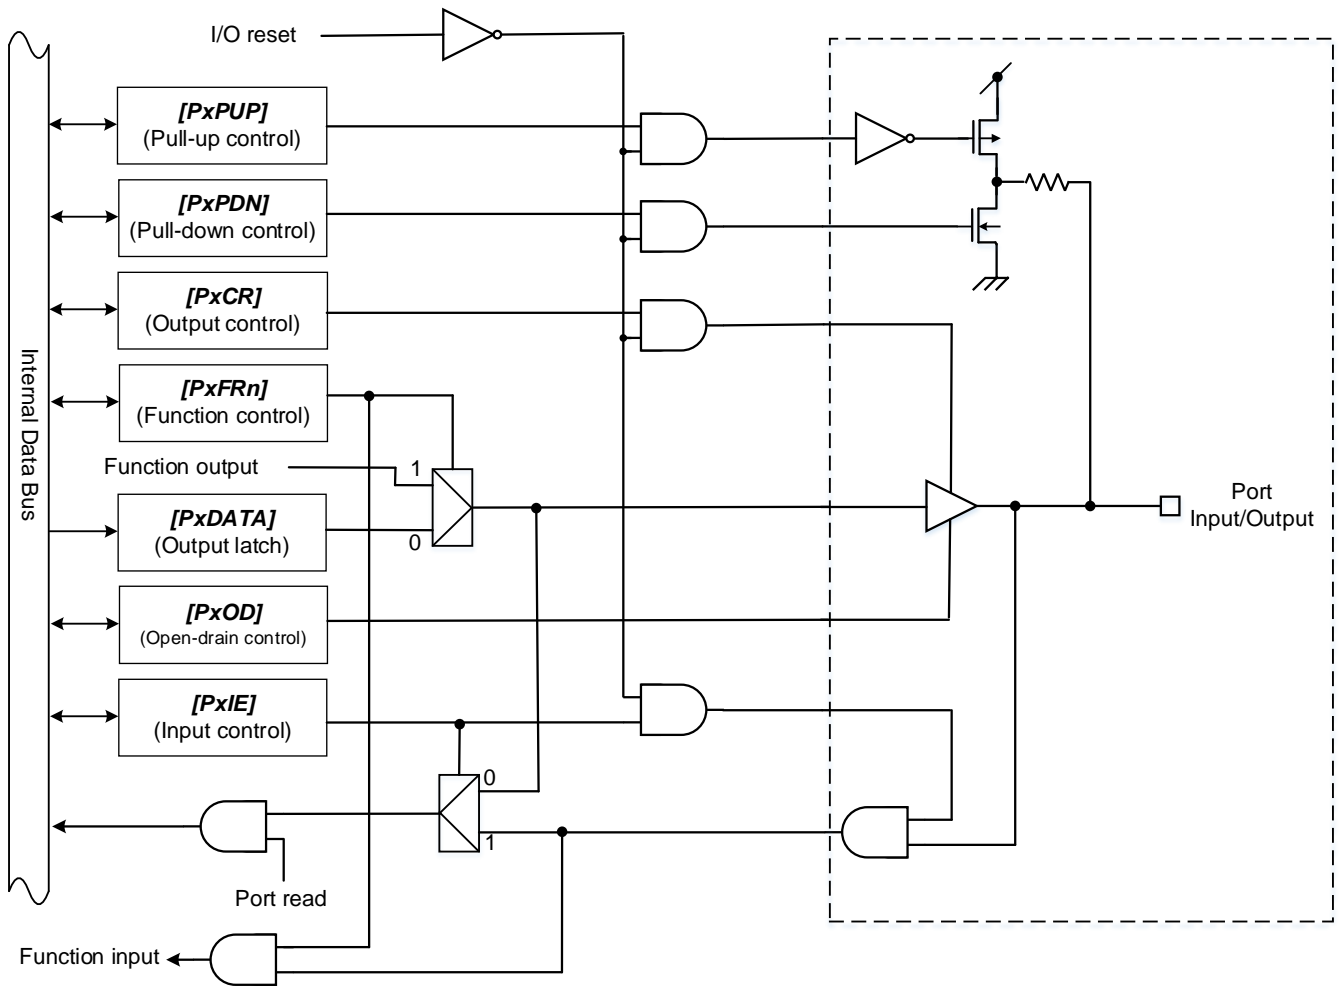 I/O reset
[PxPUP]
(Pull-up control)
[PxPDN]
(Pull-down control)
[PxCR]
(Output control)
[PxFRn]
(Function control)
Internal Data Bus
Function output
1
0
[PxDATA]
(Output latch)
Port
Input/Output
[PxOD]
(Open-drain control)
[PxIE]
(Input control)
0
1
Port read
Function input